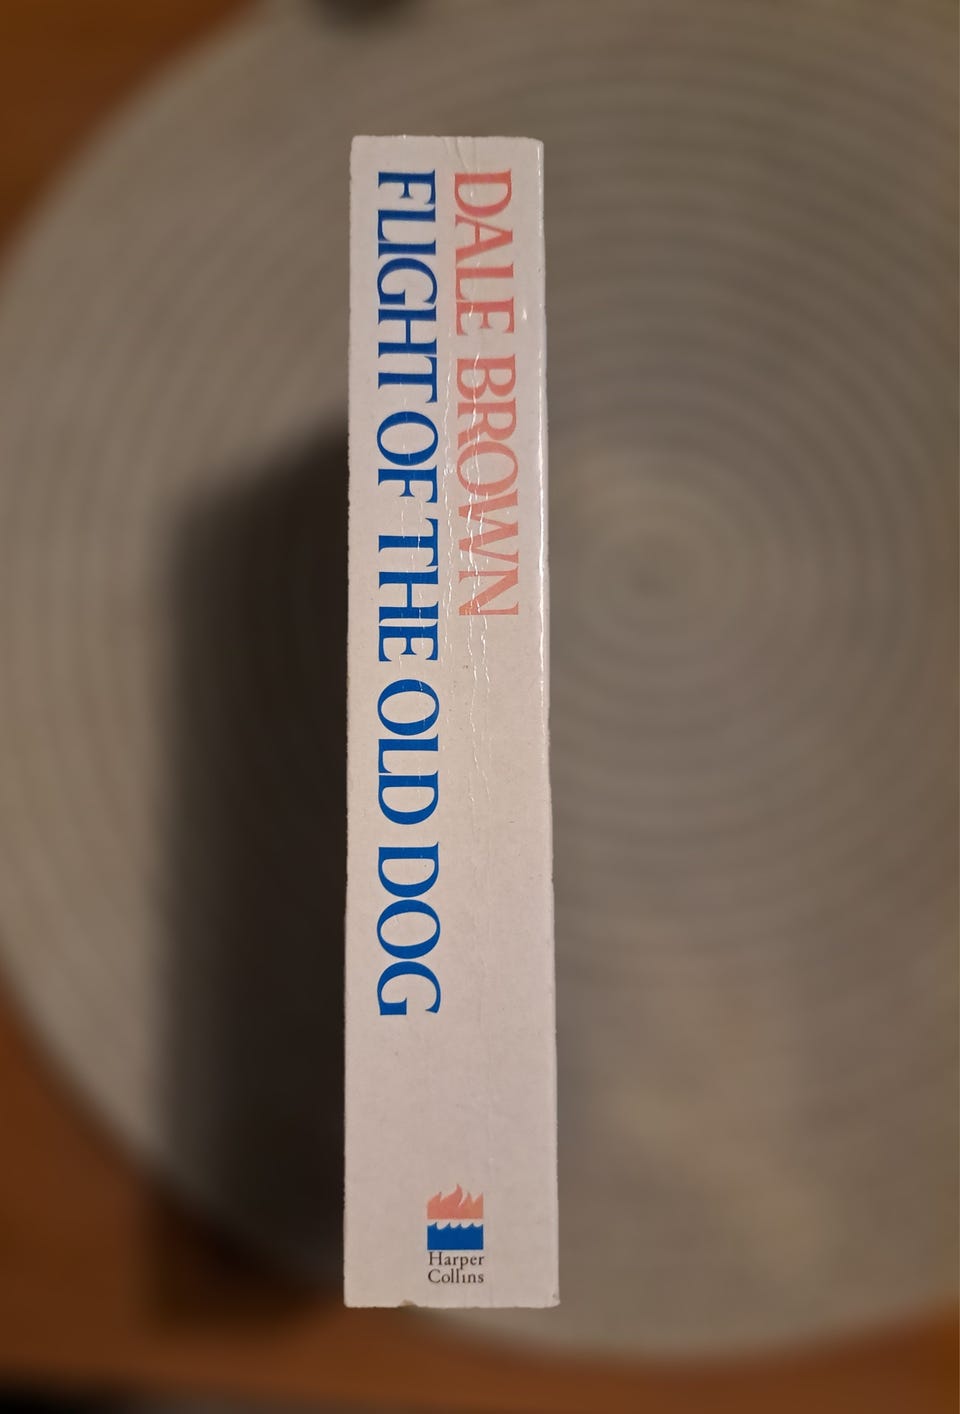 DALE BROWN
FLIGHT OF THE OLD DOG
Harper
Collins